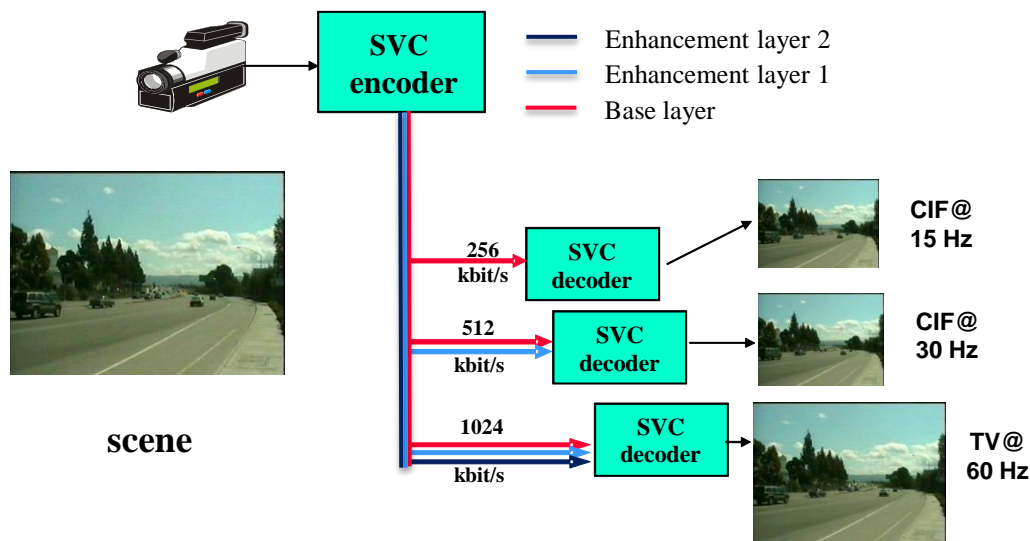 SVC
encoder
Enhancement layer 2
Enhancement layer 1
Base layer
256
kbit/s
SVC
decoder
CIF@
15 Hz
512
kbit/s
SVC
decoder
CIF@
30 Hz
scene
1024
kbit/s
SVC
decoder
TV@
60 Hz